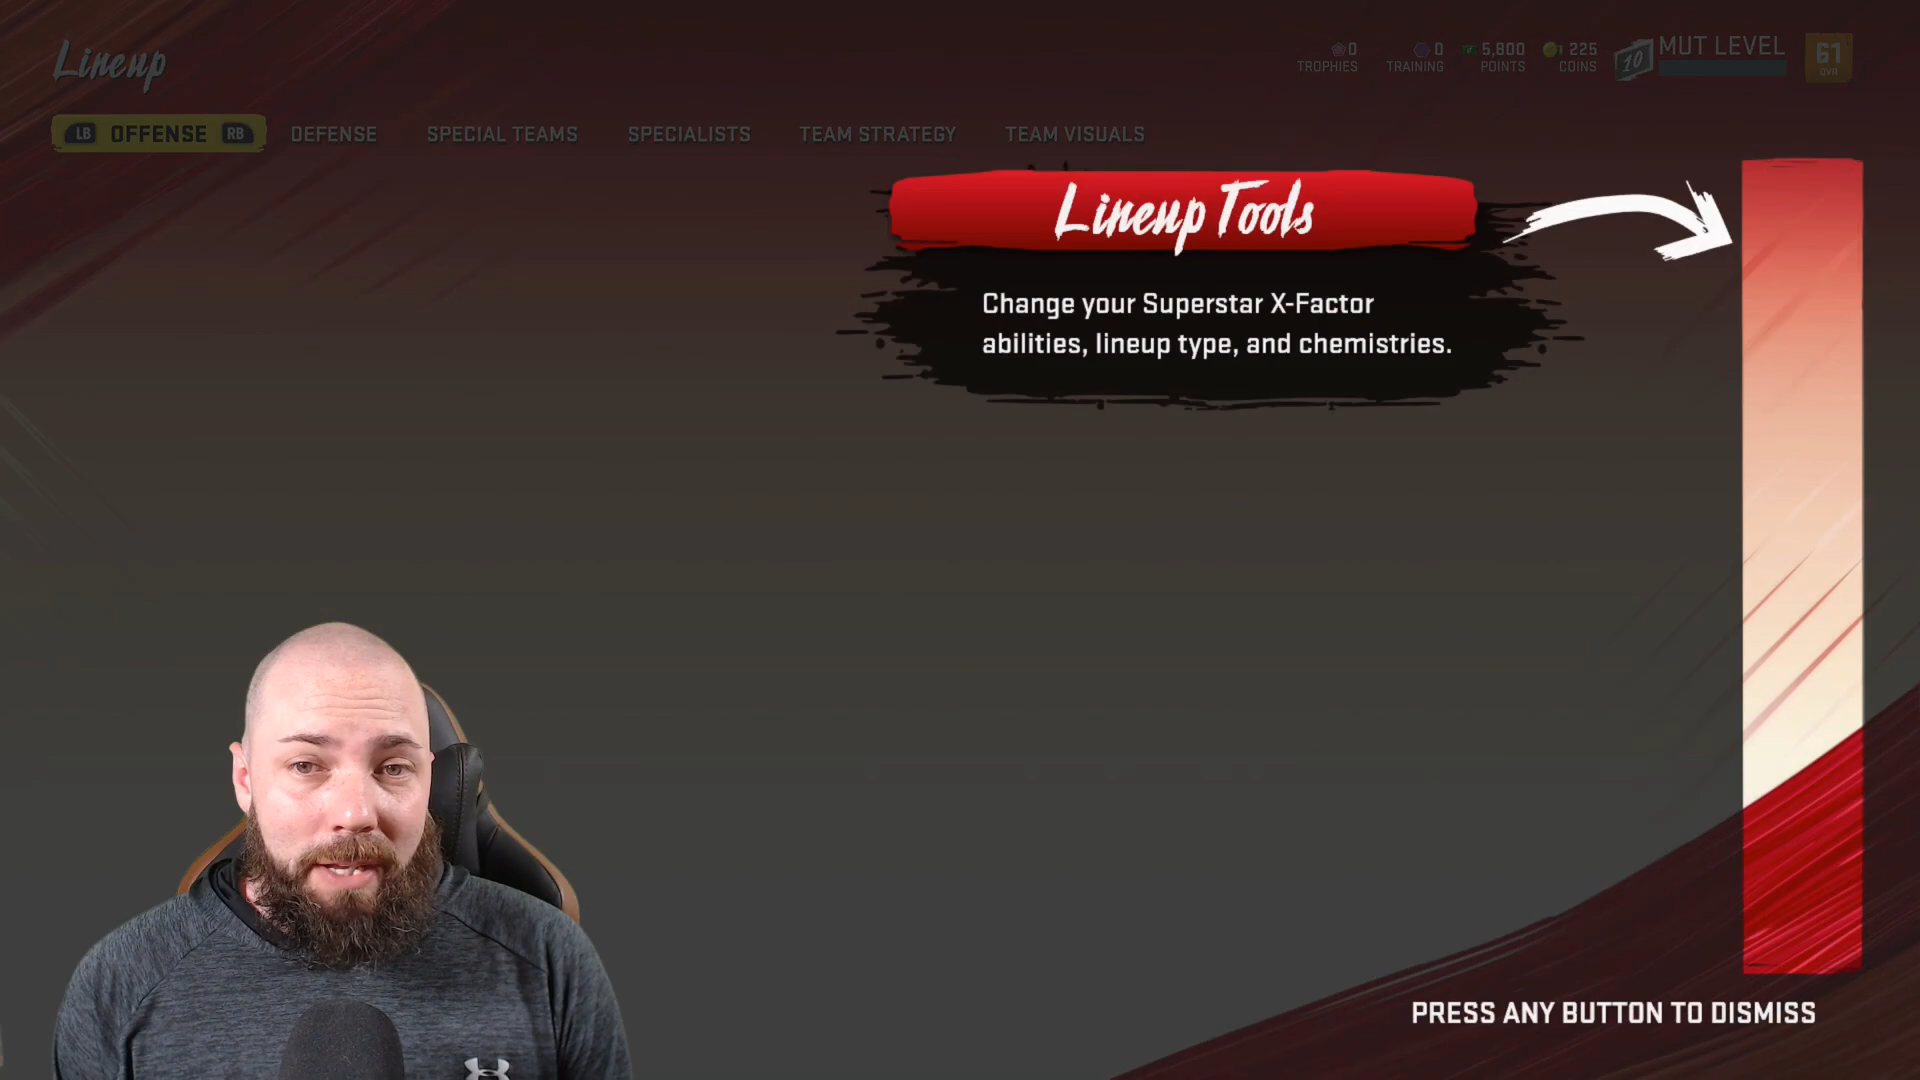 Lineup
0 TROPHIES
0 TRAINING
5,800 POINTS
225 COINS
10
MUT LEVEL
61 OVR
LB OFFENSE RB
DEFENSE
SPECIAL TEAMS
SPECIALISTS
TEAM STRATEGY
TEAM VISUALS
Lineup Tools
Change your Superstar X-Factor
abilities, lineup type, and chemistries.
PRESS ANY BUTTON TO DISMISS